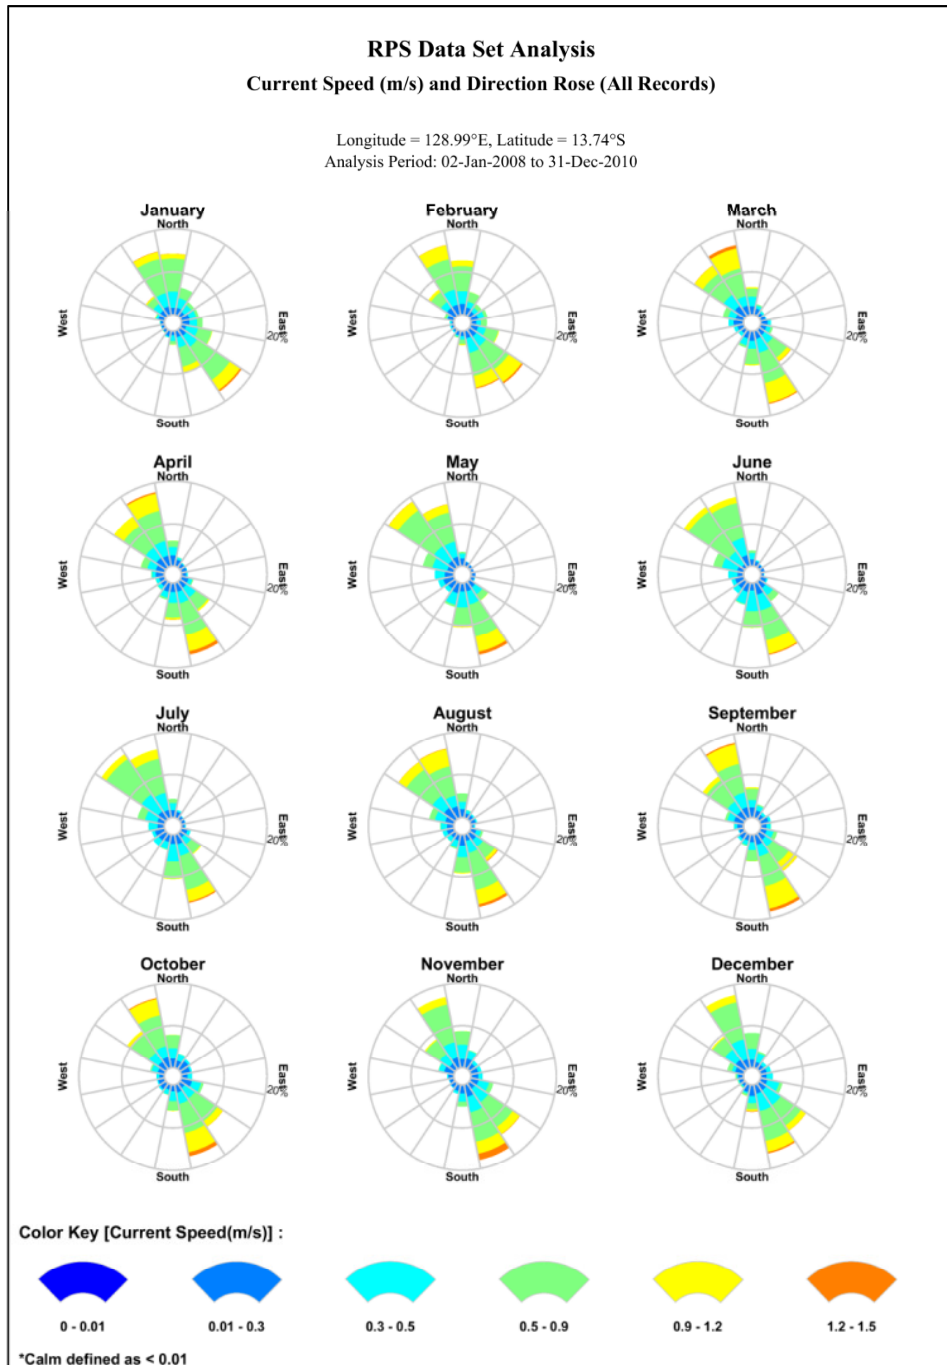 RPS Data Set Analysis
Current Speed (m/s) and Direction Rose (All Records)
Longitude = 128.99°E, Latitude = 13.74°S
Analysis Period: 02-Jan-2008 to 31-Dec-2010
January
North
West
East
20%
South
February
North
West
East
20%
South
March
North
West
East
20%
South
April
North
West
East
20%
South
May
North
West
East
20%
South
June
North
West
East
20%
South
July
North
West
East
20%
South
August
North
West
East
20%
South
September
North
West
East
20%
South
October
North
West
East
20%
South
November
North
West
East
20%
South
December
North
West
East
20%
South
Color Key [Current Speed(m/s)] :
0 - 0.01 0.01 - 0.3 0.3 - 0.5 0.5 - 0.9 0.9 - 1.2 1.2 - 1.5
*Calm defined as < 0.01